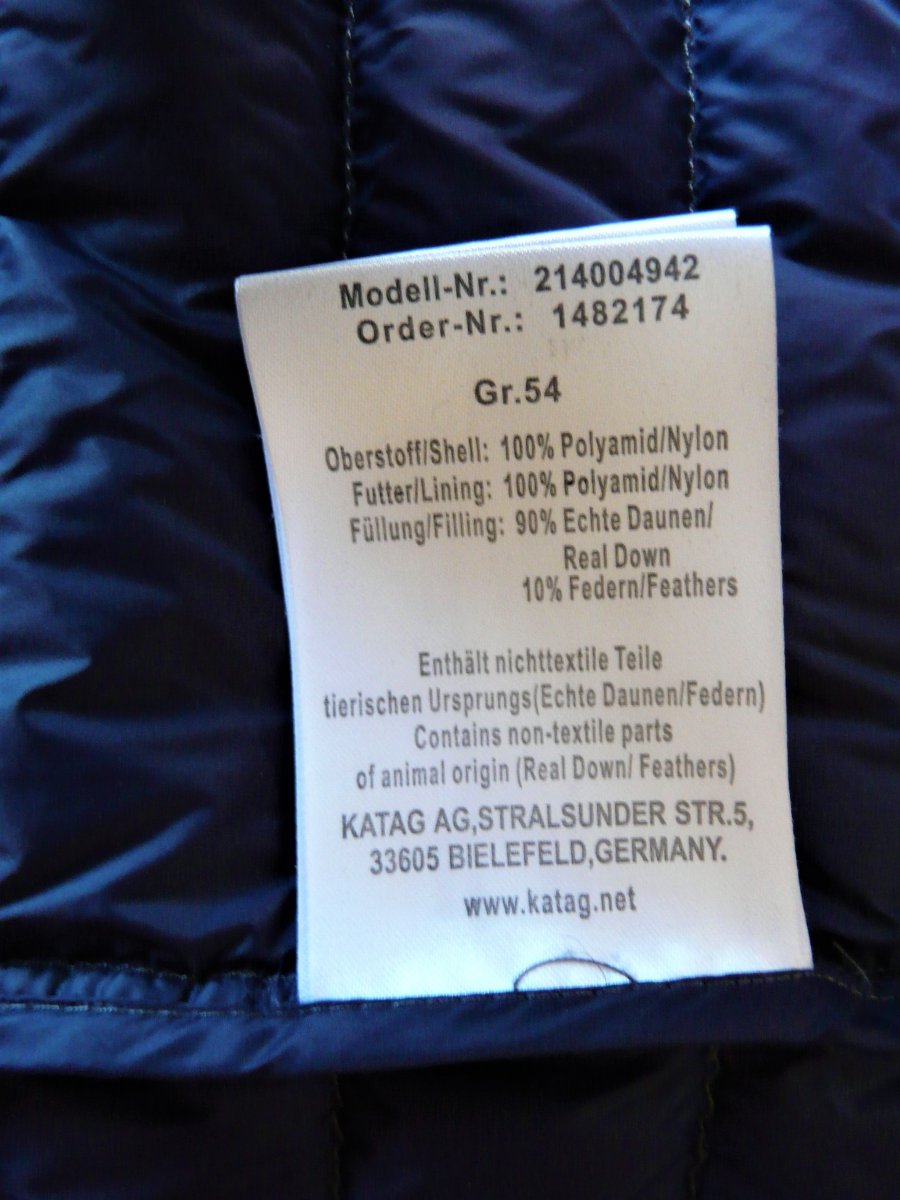 Modell-Nr.: 214004942
Order-Nr.: 1482174
Gr.54
Oberstoff/Shell: 100% Polyamid/Nylon
Futter/Lining: 100% Polyamid/Nylon
Füllung/Filling: 90% Echte Daunen/
Real Down
10% Federn/Feathers
Enthält nichttextile Teile
tierischen Ursprungs(Echte Daunen/Federn)
Contains non-textile parts
of animal origin (Real Down/ Feathers)
KATAG AG,STRALSUNDER STR.5,
33605 BIELEFELD,GERMANY.
www.katag.net